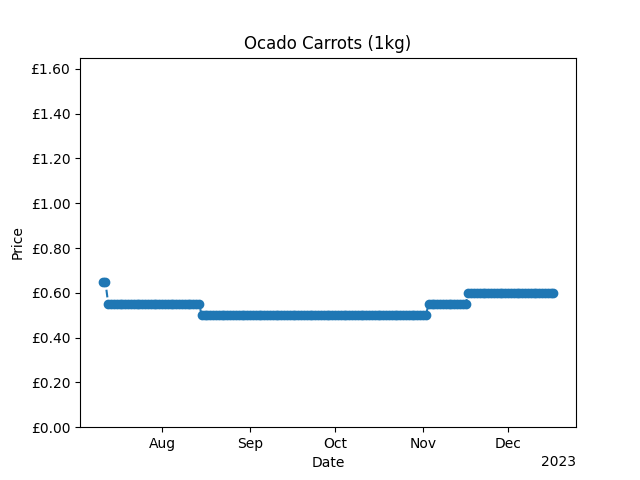 Ocado Carrots (1kg)
£1.60
£1.40
£1.20
£1.00
£0.80
£0.60
£0.40
£0.20
£0.00
Price
Aug Sep Oct Nov Dec
Date
2023